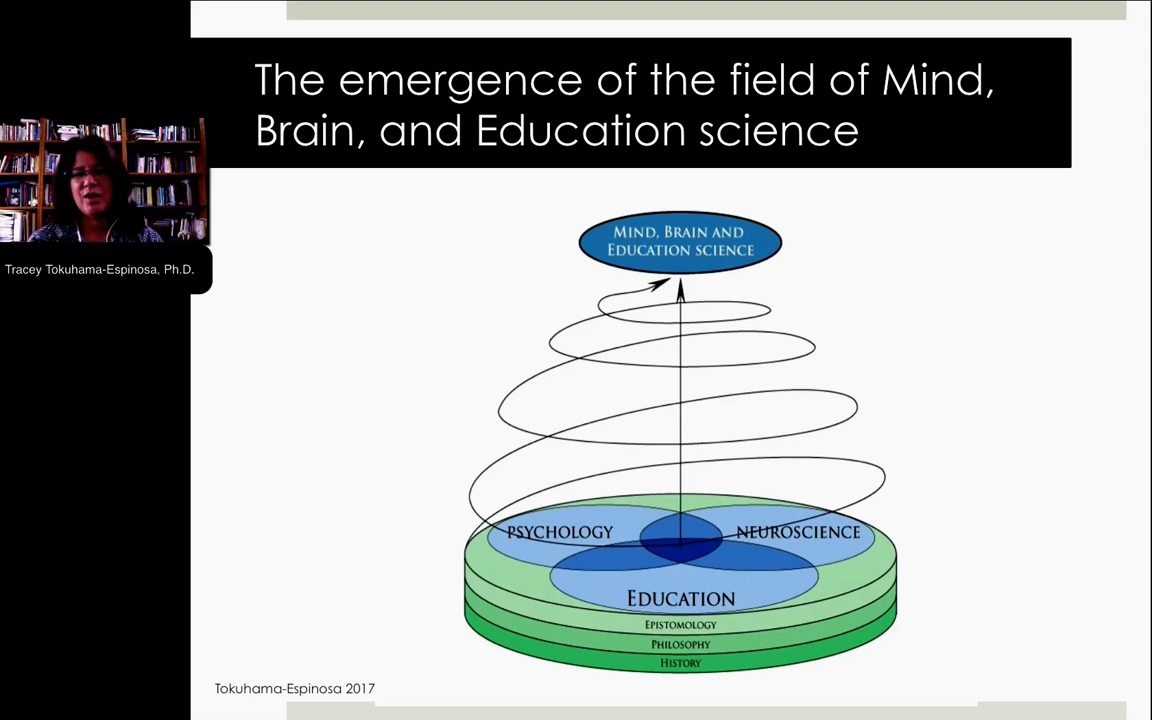 The emergence of the field of Mind,
Brain, and Education science
Tracey Tokuhama-Espinosa, Ph.D.
MIND, BRAIN AND
EDUCATION SCIENCE
PSYCHOLOGY
NEUROSCIENCE
EDUCATION
EPISTOMOLOGY
PHILOSOPHY
HISTORY
Tokuhama-Espinosa 2017